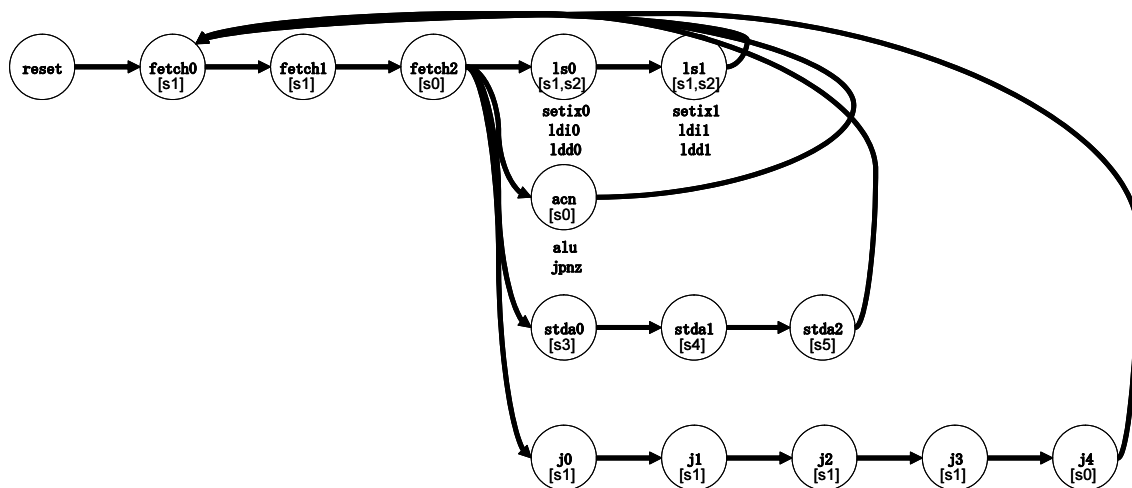 reset
fetch0
[s1]
fetch1
[s1]
fetch2
[s0]
ls0
[s1,s2]
ls1
[s1,s2]
setix0
ldi0
ldd0
setix1
ldi1
ldd1
acn
[s0]
alu
jpnz
stda0
[s3]
stda1
[s4]
stda2
[s5]
j0
[s1]
j1
[s1]
j2
[s1]
j3
[s1]
j4
[s0]